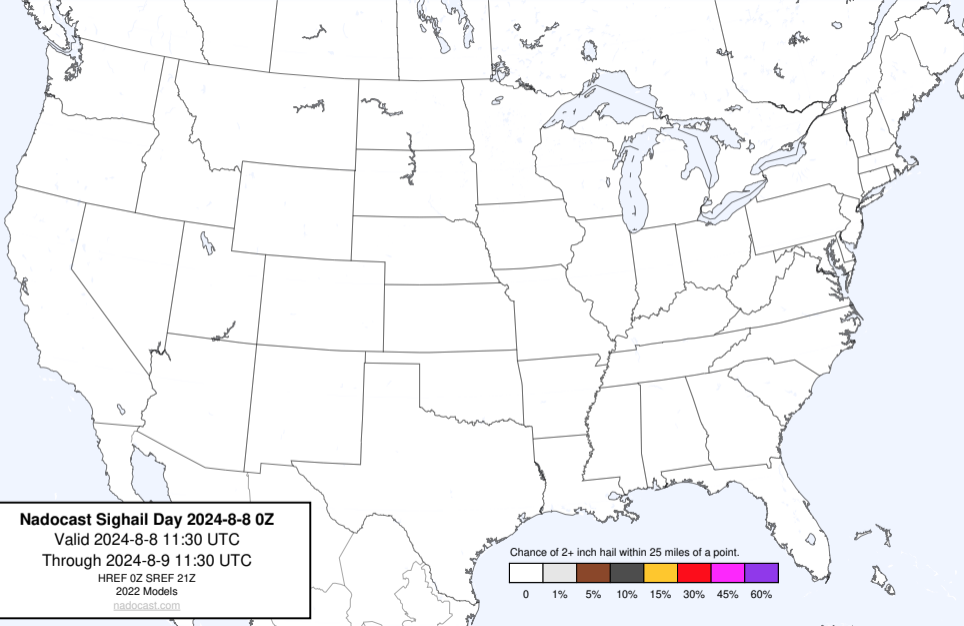 Nadocast Sighail Day 2024-8-8 0Z
Valid 2024-8-8 11:30 UTC
Through 2024-8-9 11:30 UTC
HREF 0Z SREF 21Z
2022 Models
nadocast.com
Chance of 2+ inch hail within 25 miles of a point.
0 1% 5% 10% 15% 30% 45% 60%